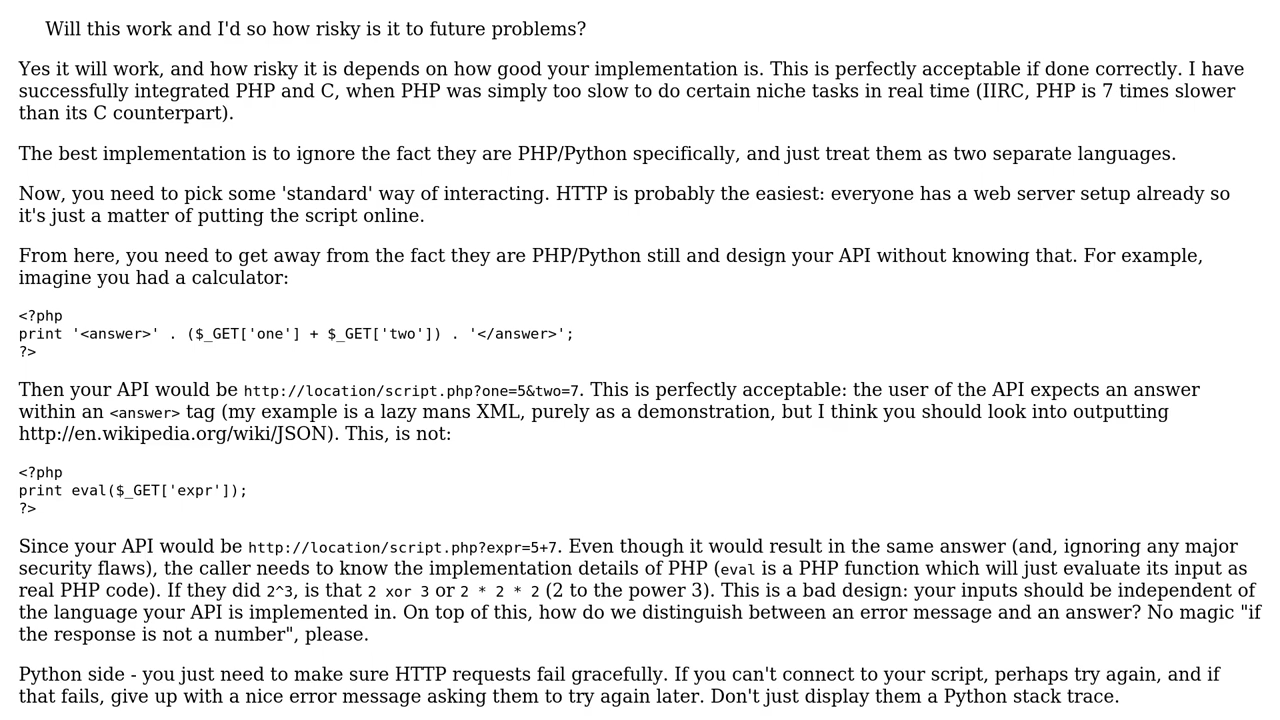 Will this work and I'd so how risky is it to future problems?
Yes it will work, and how risky it is depends on how good your implementation is. This is perfectly acceptable if done correctly. I have
successfully integrated PHP and C, when PHP was simply too slow to do certain niche tasks in real time (IIRC, PHP is 7 times slower
than its C counterpart).
The best implementation is to ignore the fact they are PHP/Python specifically, and just treat them as two separate languages.
Now, you need to pick some 'standard' way of interacting. HTTP is probably the easiest: everyone has a web server setup already so
it's just a matter of putting the script online.
From here, you need to get away from the fact they are PHP/Python still and design your API without knowing that. For example,
imagine you had a calculator:
<?php
print '<answer>' . ($_GET['one'] + $_GET['two']) . '</answer>';
?>
Then your API would be http://location/script.php?one=5&two=7. This is perfectly acceptable: the user of the API expects an answer
within an <answer> tag (my example is a lazy mans XML, purely as a demonstration, but I think you should look into outputting
http://en.wikipedia.org/wiki/JSON). This, is not:
<?php
print eval($_GET['expr']);
?>
Since your API would be http://location/script.php?expr=5+7. Even though it would result in the same answer (and, ignoring any major
security flaws), the caller needs to know the implementation details of PHP (eval is a PHP function which will just evaluate its input as
real PHP code). If they did 2^3, is that 2 xor 3 or 2 * 2 * 2 (2 to the power 3). This is a bad design: your inputs should be independent of
the language your API is implemented in. On top of this, how do we distinguish between an error message and an answer? No magic "if
the response is not a number", please.
Python side - you just need to make sure HTTP requests fail gracefully. If you can't connect to your script, perhaps try again, and if
that fails, give up with a nice error message asking them to try again later. Don't just display them a Python stack trace.